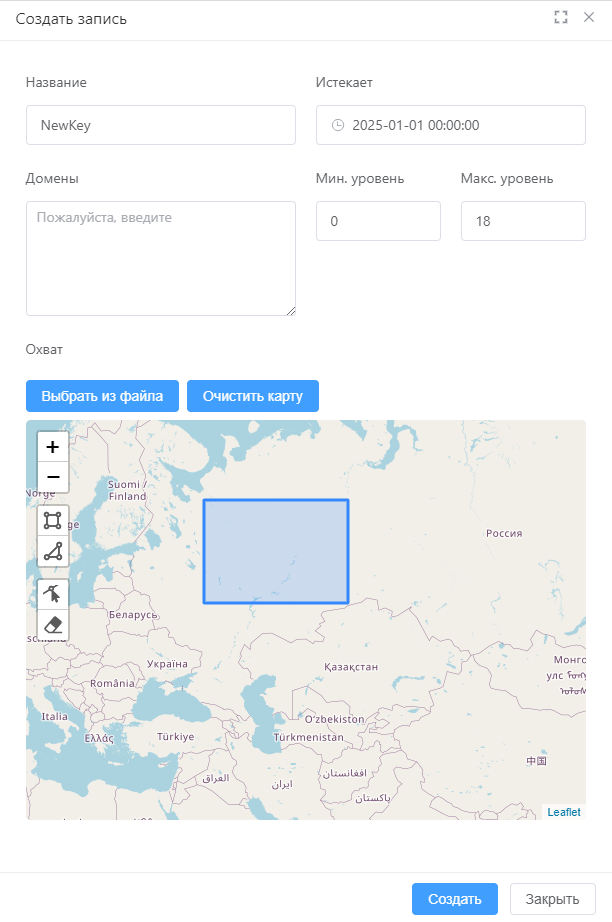 Создать запись
Название
Истекает
NewKey
2025-01-01 00:00:00
Домены
Мин. уровень
Макс. уровень
Пожалуйста, введите
0
18
Охват
Выбрать из файла
Очистить карту
+
−
Suomi /
Finland
Norge
Россия
Беларусь
Україна
Қазақстан
România
Italia
Ελλάς
Türkiye
O'zbekiston
Türkmenistan
العراق
ایران
افغانستان
پاکستان
中国
Leaflet
Создать
Закрыть